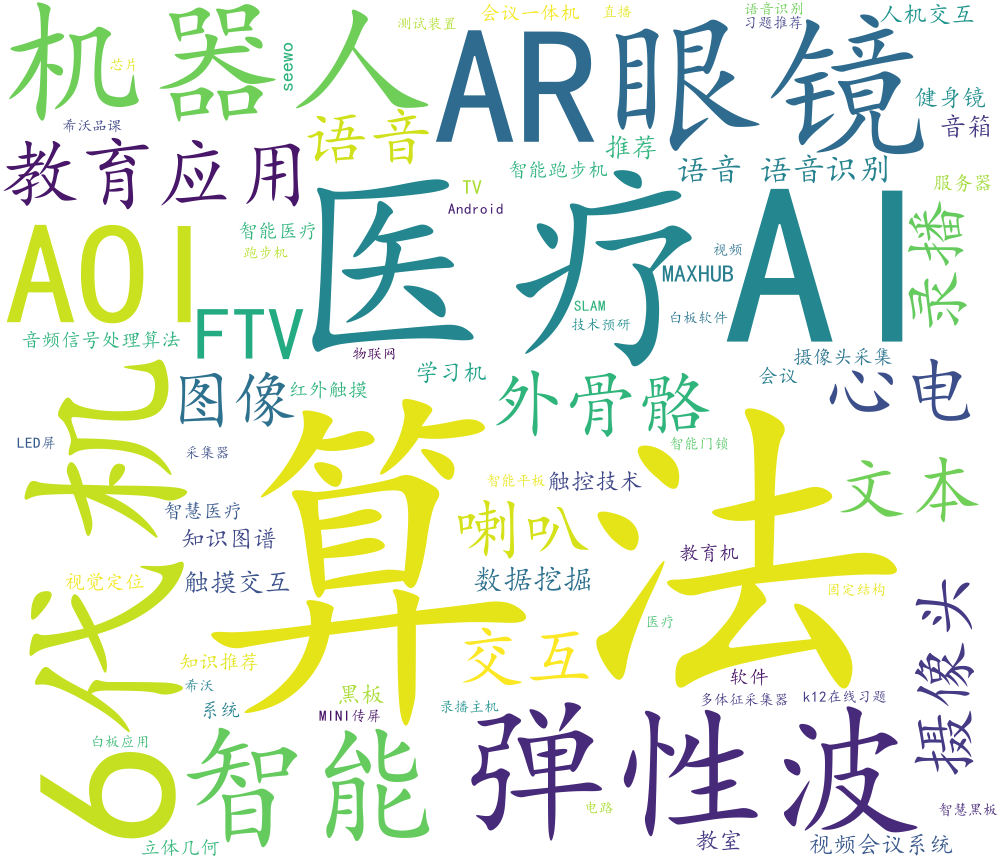 机器人
芯片
seewo
希沃品课
测试装置
会议一体机
直播
语音识别
习题推荐
人机交互
AR眼镜
健身镜
音箱
语音
推荐
教育应用
智能跑步机
语音 语音识别
服务器
TV
Android
医疗AI
录播
AOI
智能医疗
跑步机
视频
MAXHUB
SLAM
技术预研
白板软件
FTV
音频信号处理算法
物联网
摄像头采集
会议
心电
学习机
图像
红外触摸
外骨骼
6代机
LED屏
采集器
智能门锁
算法
智能平板
触控技术
文本
智慧医疗
知识图谱
喇叭
教育机
视觉定位
触摸交互
数据挖掘
固定结构
摄像头
医疗
交互
知识推荐
希沃
系统
黑板
MINI传屏
录播主机
软件
多体征采集器
k12在线习题
白板应用
智能
弹性波
电路
智慧黑板
立体几何
教室
视频会议系统